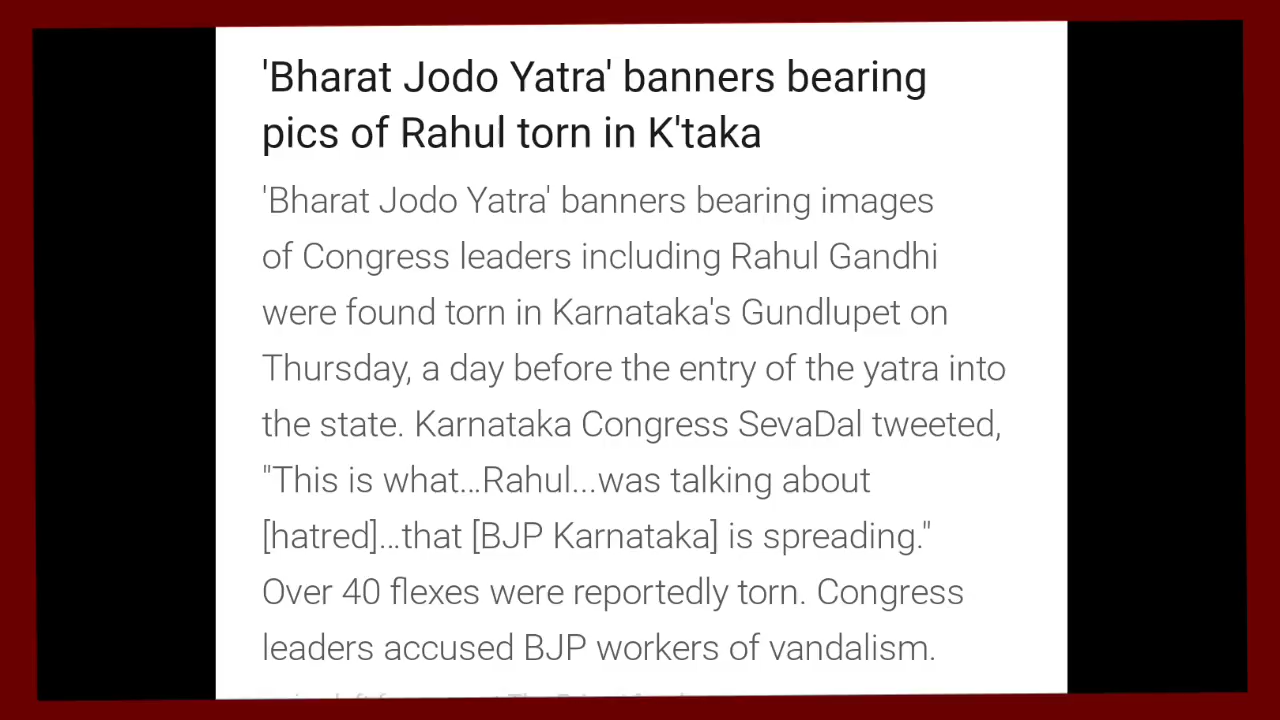 'Bharat Jodo Yatra' banners bearing
pics of Rahul torn in K'taka
'Bharat Jodo Yatra' banners bearing images
of Congress leaders including Rahul Gandhi
were found torn in Karnataka's Gundlupet on
Thursday, a day before the entry of the yatra into
the state. Karnataka Congress SevaDal tweeted,
"This is what...Rahul...was talking about
[hatred]...that [BJP Karnataka] is spreading."
Over 40 flexes were reportedly torn. Congress
leaders accused BJP workers of vandalism.